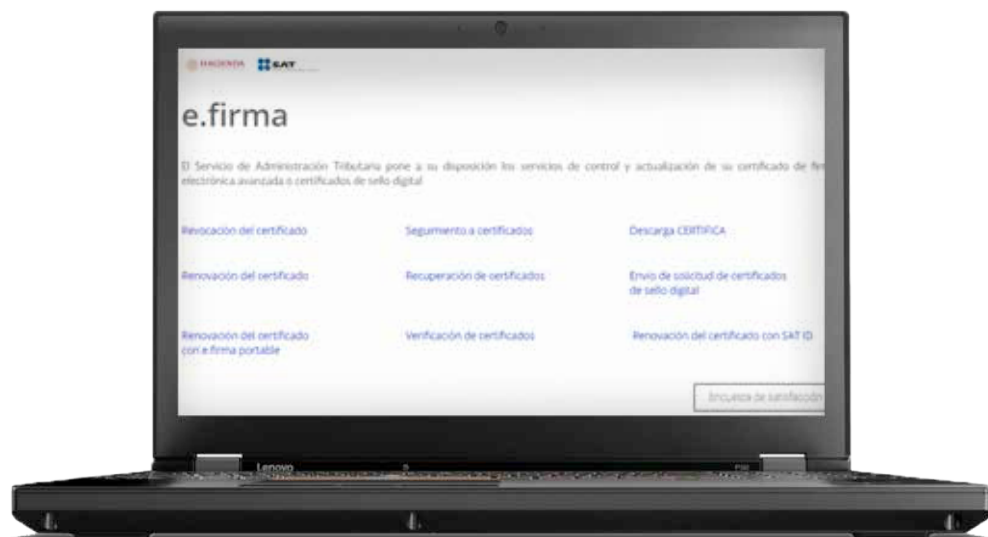 HACIENDA SAT
e.firma
El Servicio de Administración Tributaria pone a su disposición los servicios de control y actualización de su certificado de fir
electrónica avanzada o certificados de sello digital
Revocación del certificado Seguimiento a certificados Descarga CERTIFICA
Renovación del certificado Recuperación de certificados Envío de solicitud de certificados
de sello digital
Renovación del certificado Verificación de certificados Renovación del certificado con SAT ID
con e.firma portable
Encuesta de satisfacción
Lenovo P50